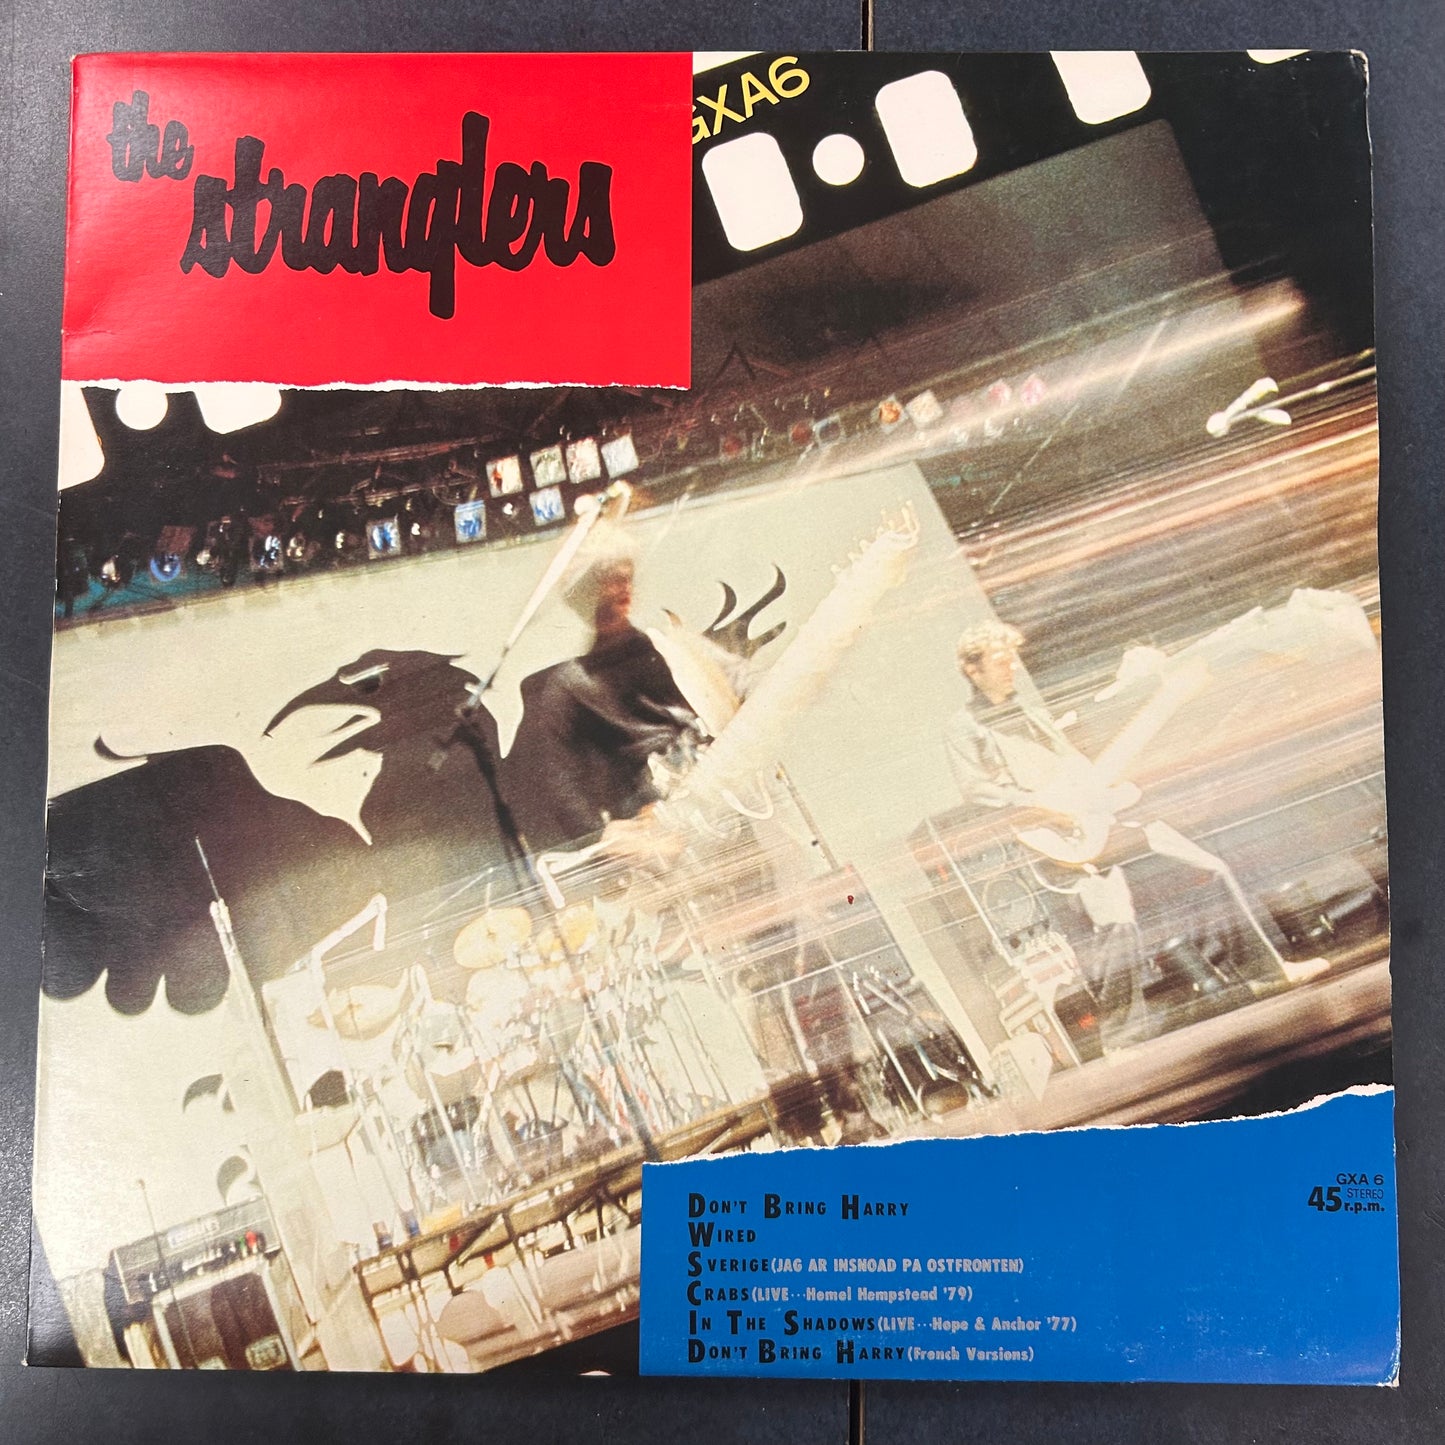 the
stranglers
GXA6
GXA 6
45 STEREO
r.p.m.
DON'T BRING HARRY
WIRED
SVERIGE(JAG AR INSNOAD PA OSTFRONTEN)
CRABS(LIVE···Hemel Hempstead '79)
IN THE SHADOWS(LIVE···Hope & Anchor '77)
DON'T BRING HARRY(French Versions)